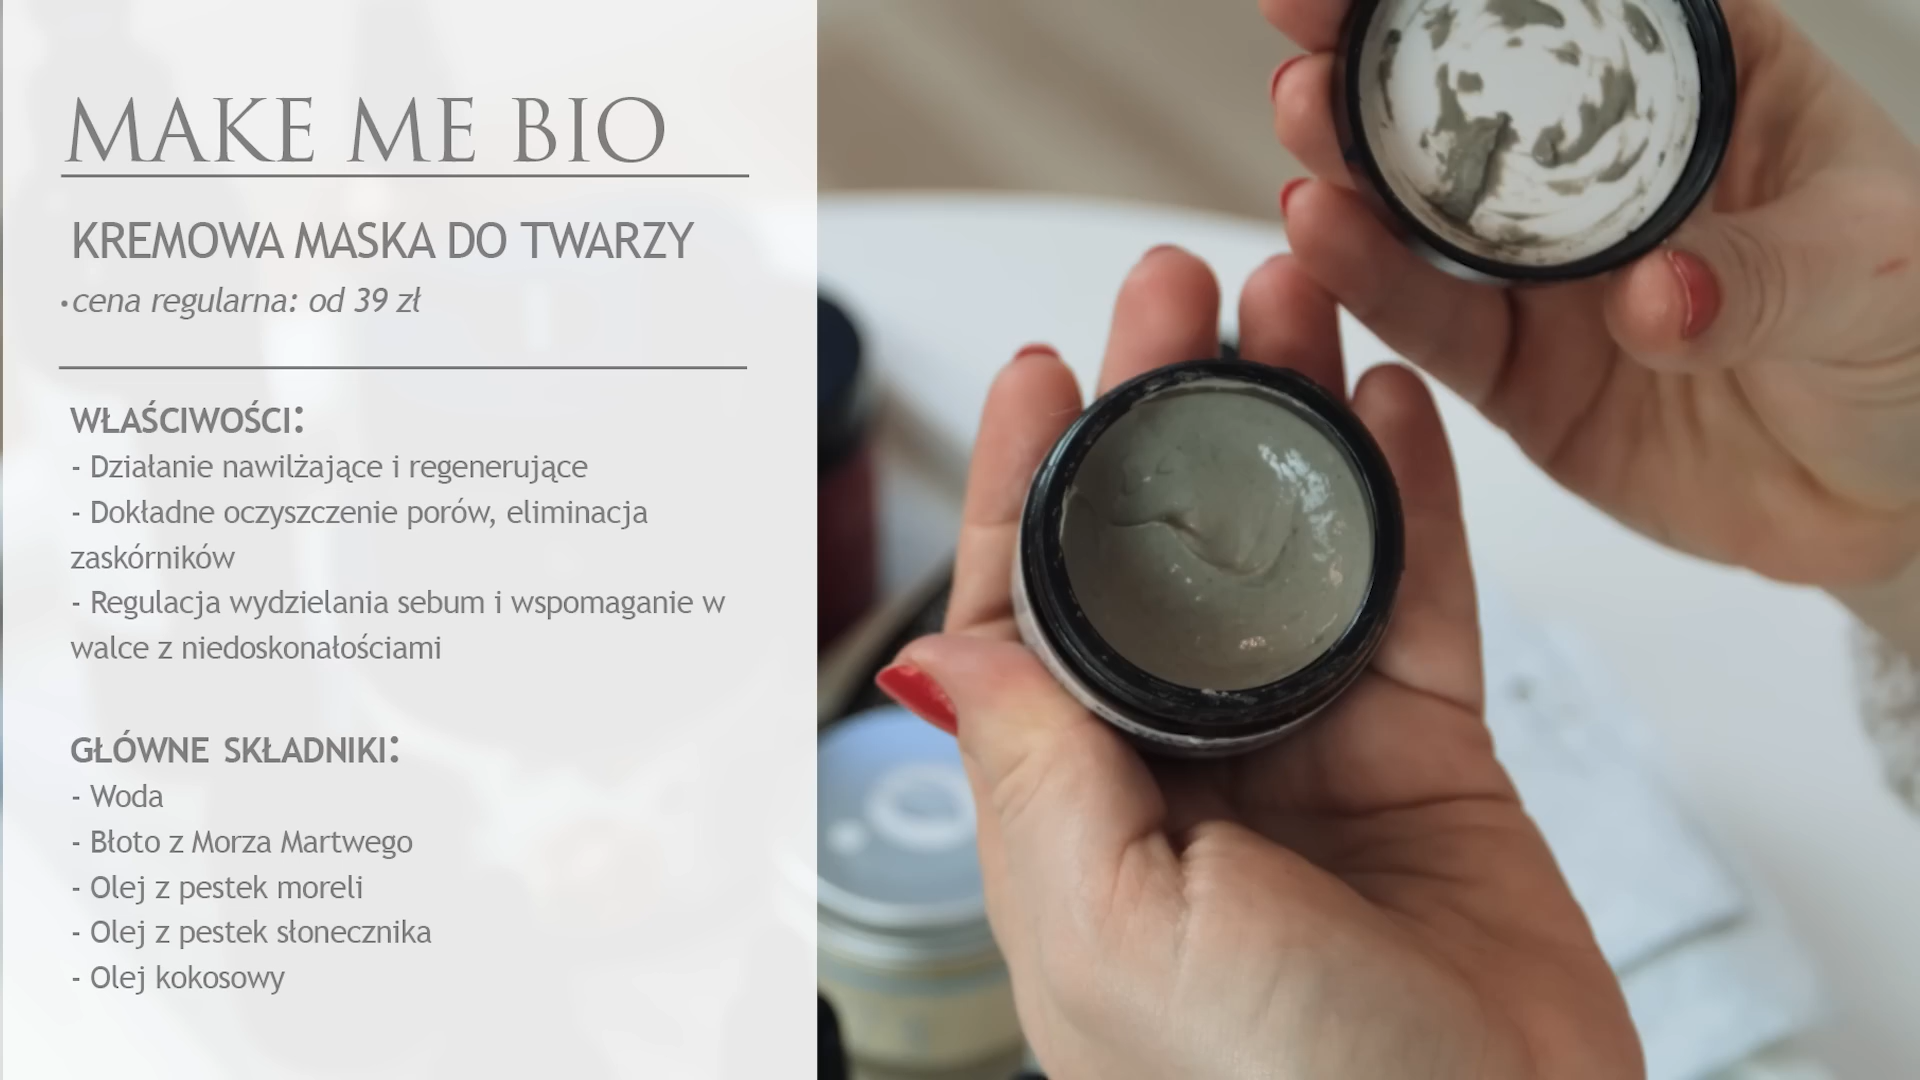 MAKE ME BIO
KREMOWA MASKA DO TWARZY
•cena regularna: od 39 zł
WŁAŚCIWOŚCI:
- Działanie nawilżające i regenerujące
- Dokładne oczyszczenie porów, eliminacja
zaskórników
- Regulacja wydzielania sebum i wspomaganie w
walce z niedoskonałościami
GŁÓWNE SKŁADNIKI:
- Woda
- Błoto z Morza Martwego
- Olej z pestek moreli
- Olej z pestek słonecznika
- Olej kokosowy